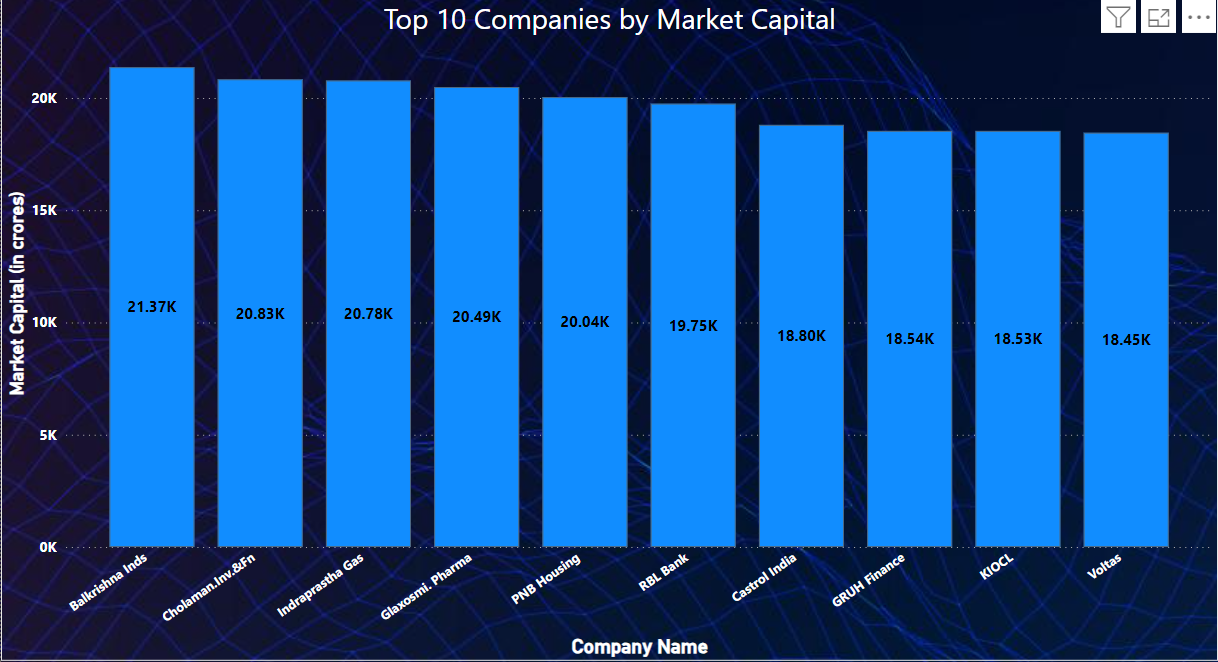 Top 10 Companies by Market Capital
Market Capital (in crores)
20K
15K
10K
5K
0K
21.37K
20.83K
20.78K
20.49K
20.04K
19.75K
18.80K
18.54K
18.53K
18.45K
Balkrishna Inds
Cholaman.Inv.&Fn
Indraprastha Gas
Glaxosmi. Pharma
PNB Housing
RBL Bank
Castrol India
GRUH Finance
KIOCL
Voltas
Company Name